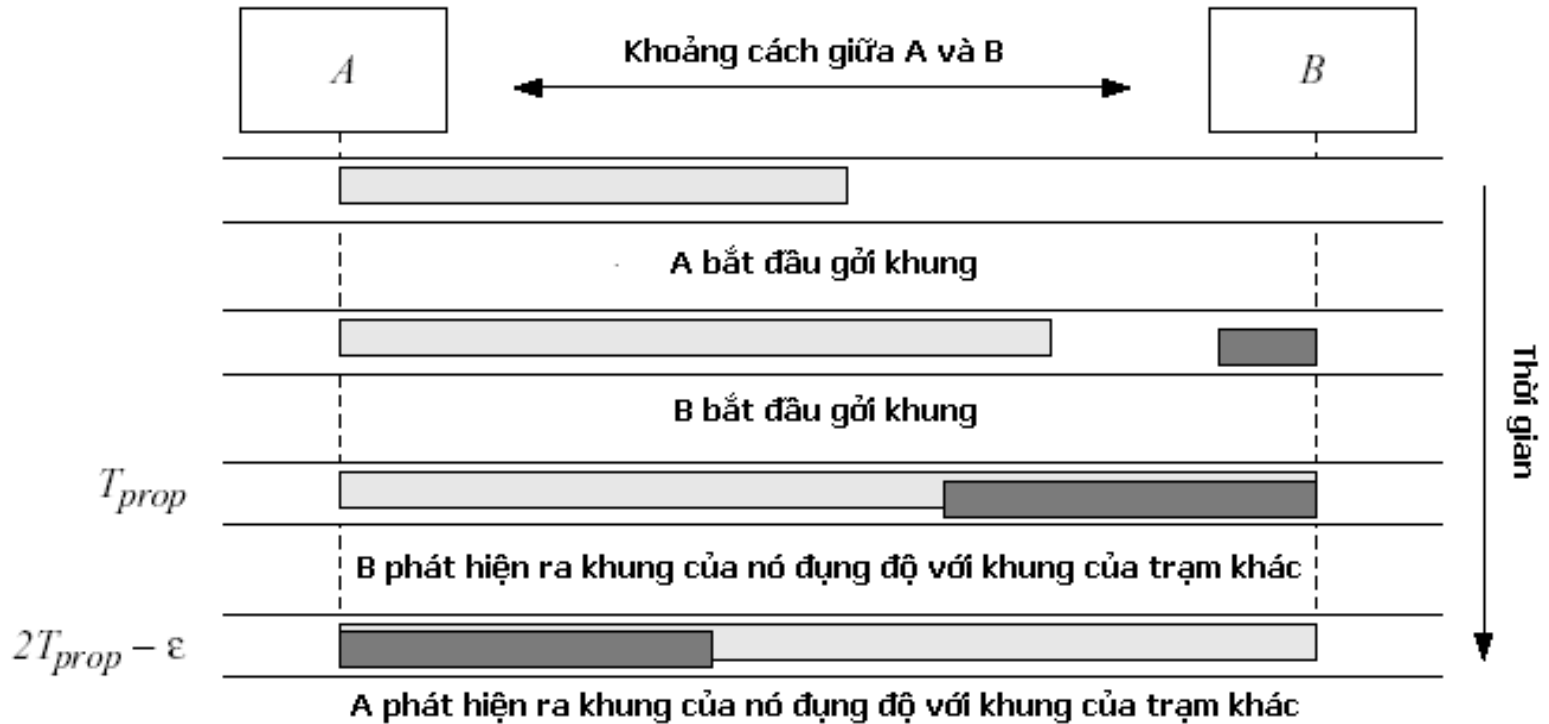 A
Khoảng cách giữa A và B
B
A bắt đầu gởi khung
B bắt đầu gởi khung
Thời gian
T_prop
B phát hiện ra khung của nó đụng độ với khung của trạm khác
2T_prop – ε
A phát hiện ra khung của nó đụng độ với khung của trạm khác